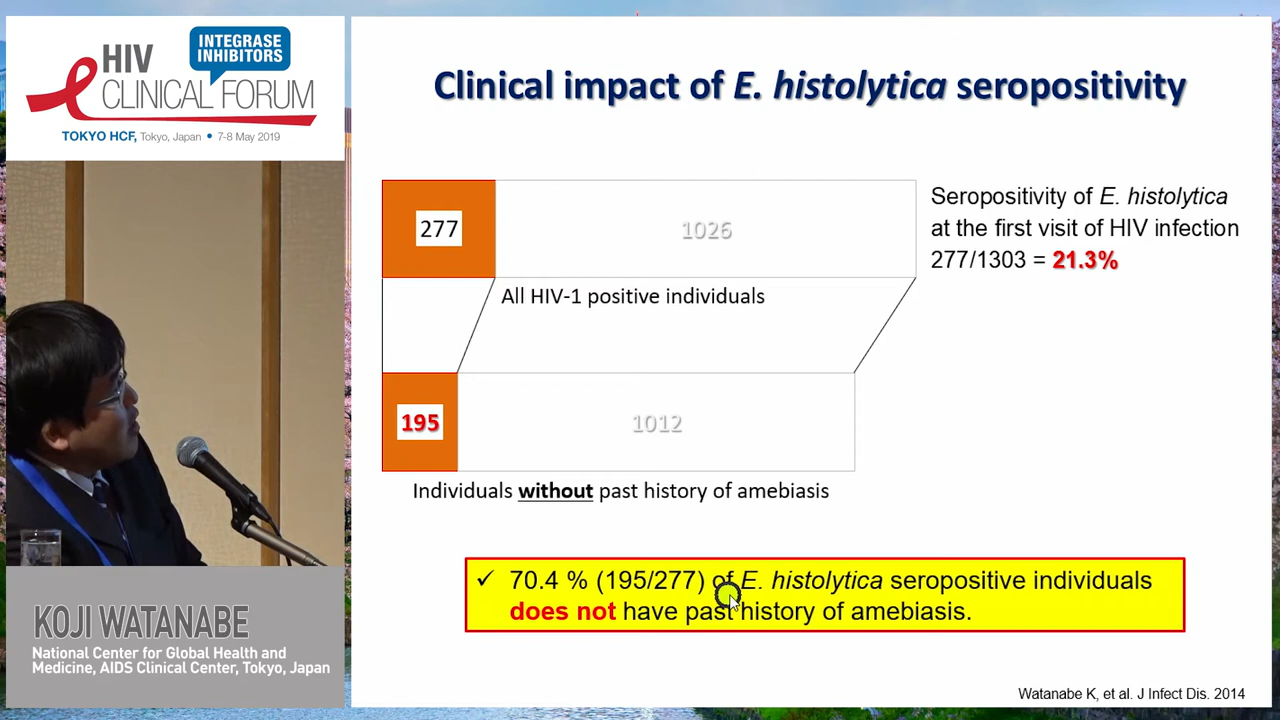 HIV
INTEGRASE
INHIBITORS
CLINICAL FORUM
TOKYO HCF, Tokyo, Japan • 7-8 May 2019
Clinical impact of E. histolytica seropositivity
277
1026
Seropositivity of E. histolytica
at the first visit of HIV infection
277/1303 = 21.3%
All HIV-1 positive individuals
195
1012
Individuals without past history of amebiasis
✓ 70.4 % (195/277) of E. histolytica seropositive individuals
does not have past history of amebiasis.
KOJI WATANABE
National Center for Global Health and
Medicine, AIDS Clinical Center, Tokyo, Japan
Watanabe K, et al. J Infect Dis. 2014